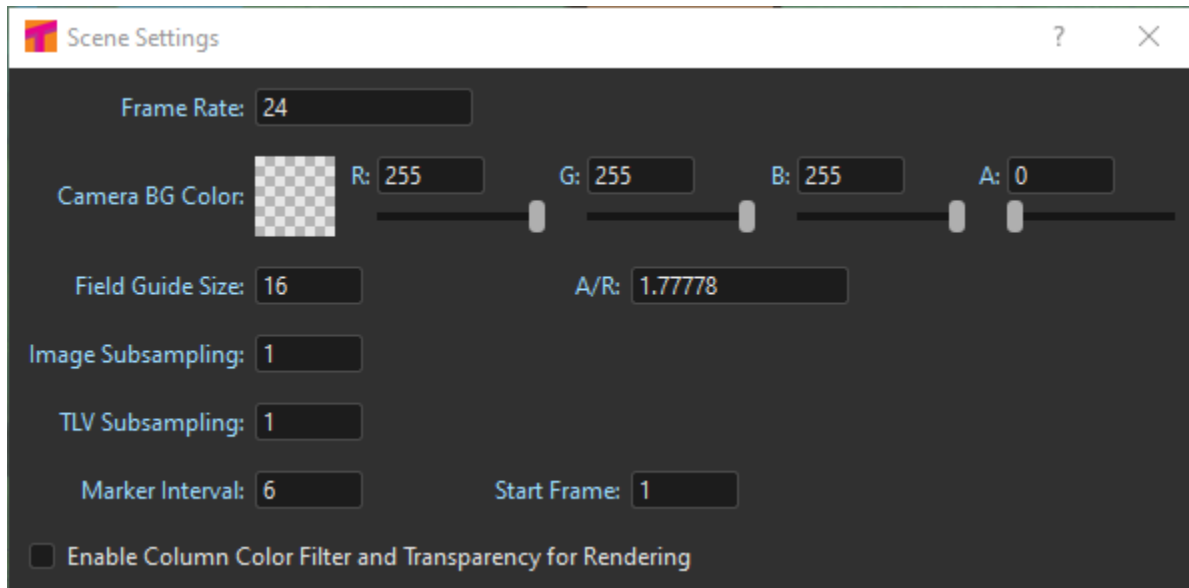 Scene Settings
Frame Rate: 24
Camera BG Color: R: 255 G: 255 B: 255 A: 0
Field Guide Size: 16 A/R: 1.77778
Image Subsampling: 1
TLV Subsampling: 1
Marker Interval: 6 Start Frame: 1
Enable Column Color Filter and Transparency for Rendering